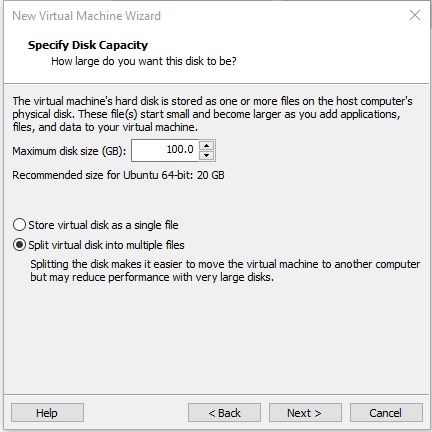 New Virtual Machine Wizard
Specify Disk Capacity
How large do you want this disk to be?
The virtual machine's hard disk is stored as one or more files on the host computer's
physical disk. These file(s) start small and become larger as you add applications,
files, and data to your virtual machine.
Maximum disk size (GB): 100.0
Recommended size for Ubuntu 64-bit: 20 GB
Store virtual disk as a single file
Split virtual disk into multiple files
Splitting the disk makes it easier to move the virtual machine to another computer
but may reduce performance with very large disks.
Help < Back Next > Cancel